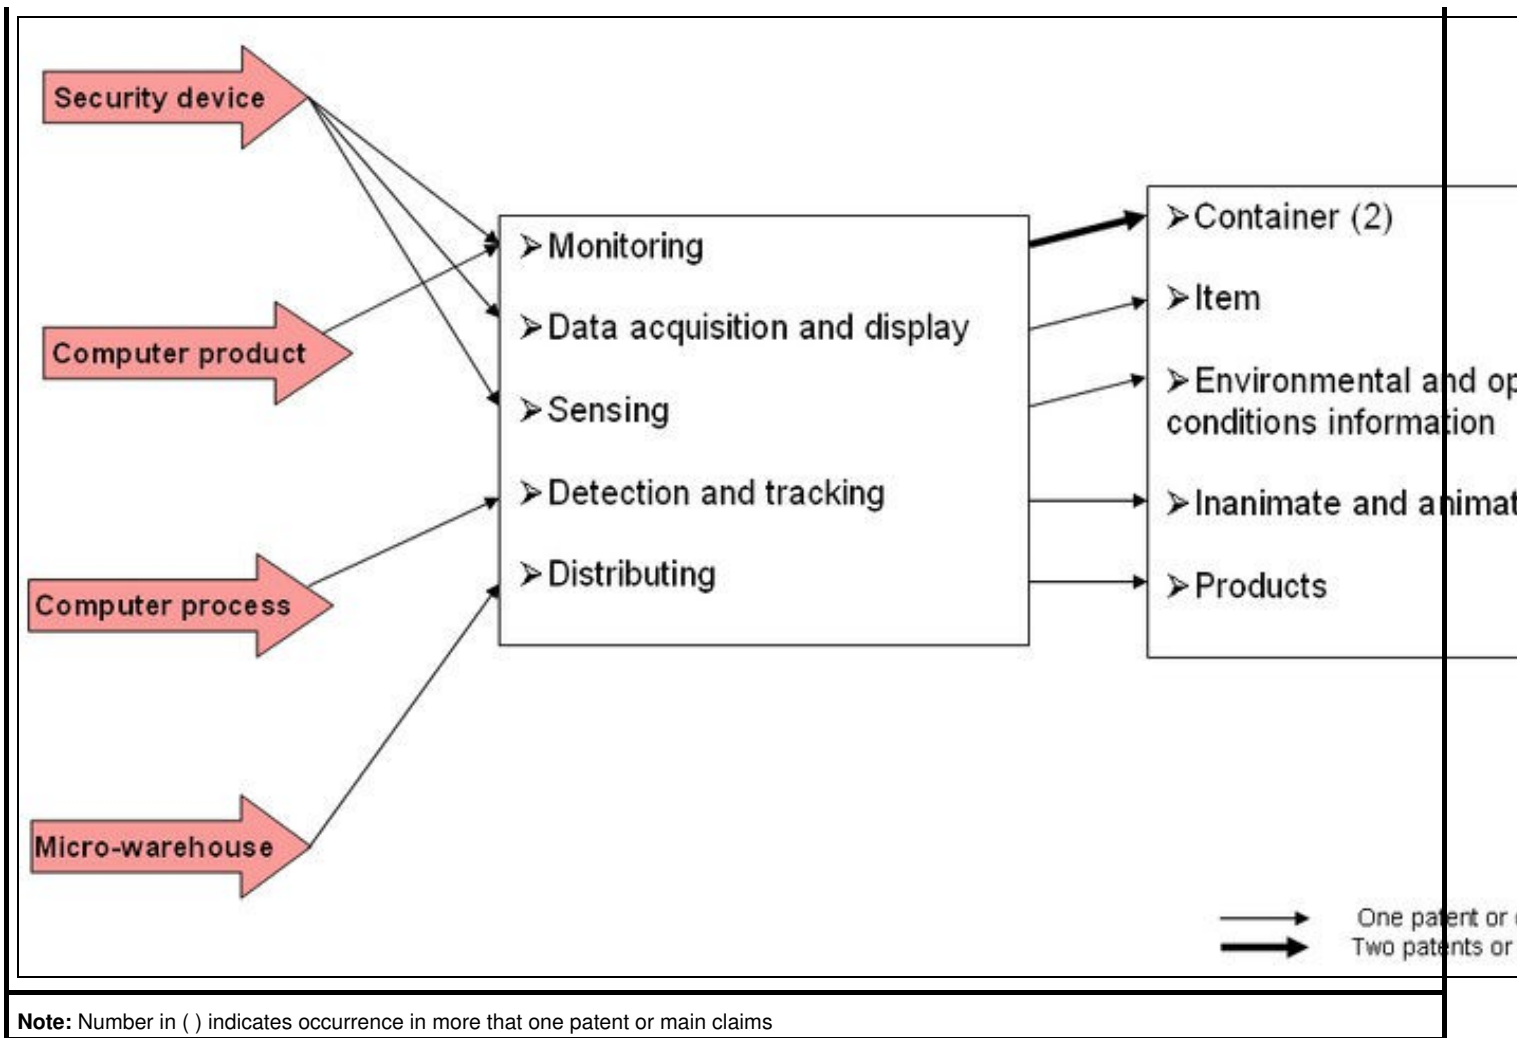 Security device
Computer product
Computer process
Micro-warehouse
➢Monitoring
➢Data acquisition and display
➢Sensing
➢Detection and tracking
➢Distributing
➢Container (2)
➢Item
➢Environmental and
conditions information
➢Inanimate and
➢Products
One patent or
Two patents or
Note: Number in ( ) indicates occurrence in more that one patent or main claims